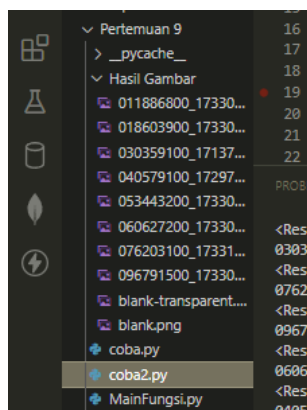 Pertemuan 9
__pycache__
Hasil Gambar
011886800_17330...
018603900_17330...
030359100_17137...
040579100_17297...
053443200_17330...
060627200_17330...
076203100_17331...
096791500_17330...
blank-transparent....
blank.png
coba.py
coba2.py
MainFungsi.py
16
17
18
19
20
21
22
PROB
<Res
0303
<Res
0762
<Res
0967
<Res
0606
<Res